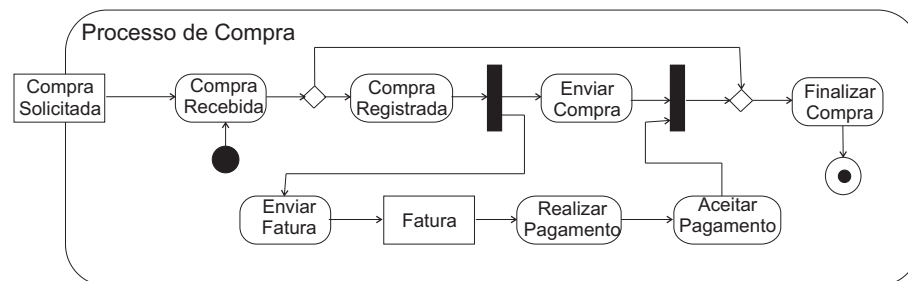 Processo de Compra
Compra
Solicitada
Compra
Recebida
Compra
Registrada
Enviar
Compra
Finalizar
Compra
Enviar
Fatura
Fatura
Realizar
Pagamento
Aceitar
Pagamento